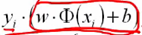 yᵢ · (w · Φ(xᵢ) + b)